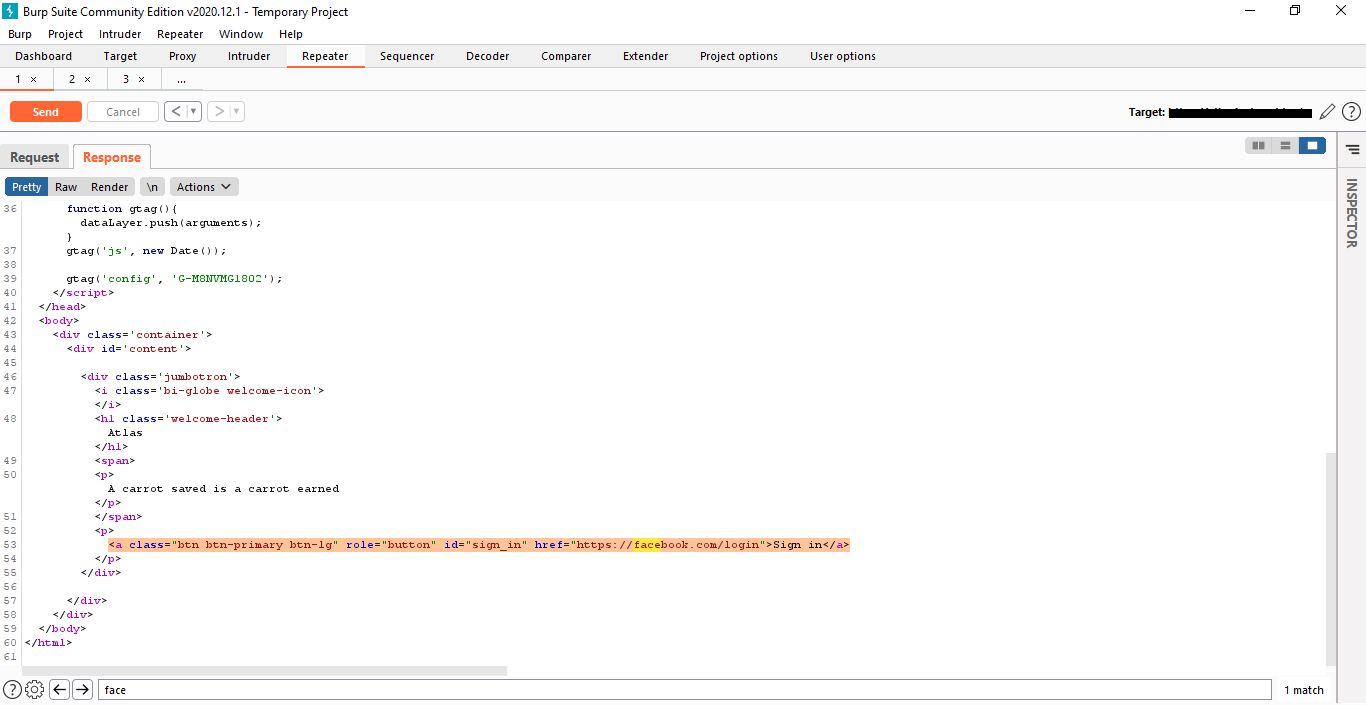 Burp Suite Community Edition v2020.12.1 - Temporary Project
Burp Project Intruder Repeater Window Help
Dashboard Target Proxy Intruder Repeater Sequencer Decoder Comparer Extender Project options User options
1 × 2 × 3 × ...
Send Cancel < > Target:
Request Response
Pretty Raw Render \n Actions
INSPECTOR
36 function gtag(){
dataLayer.push(arguments);
}
37 gtag('js', new Date());
38
39 gtag('config', 'G-M8NVMG1802');
40 </script>
41 </head>
42 <body>
43 <div class='container'>
44 <div id='content'>
45
46 <div class='jumbotron'>
47 <i class='bi-globe welcome-icon'>
</i>
48 <h1 class='welcome-header'>
Atlas
</h1>
49 <span>
50 <p>
A carrot saved is a carrot earned
</p>
51 </span>
52 <p>
53 <a class="btn btn-primary btn-lg" role="button" id="sign_in" href="https://facebook.com/login">Sign in</a>
54 </p>
55 </div>
56
57 </div>
58 </div>
59 </body>
60 </html>
61
face 1 match